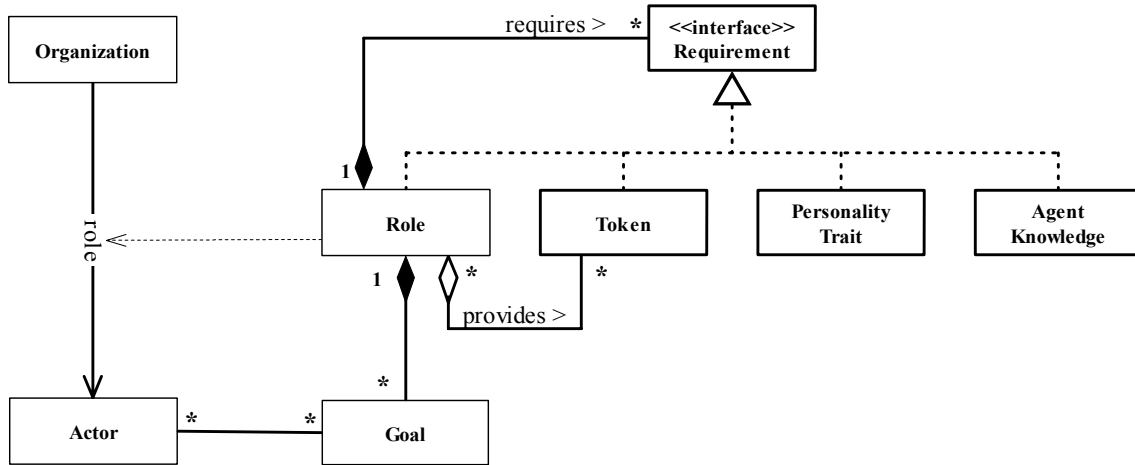 requires >
*
<<interface>>
Requirement
Organization
1
role
Role
Token
Personality
Trait
Agent
Knowledge
1
*
*
provides >
*
Actor
*
*
Goal